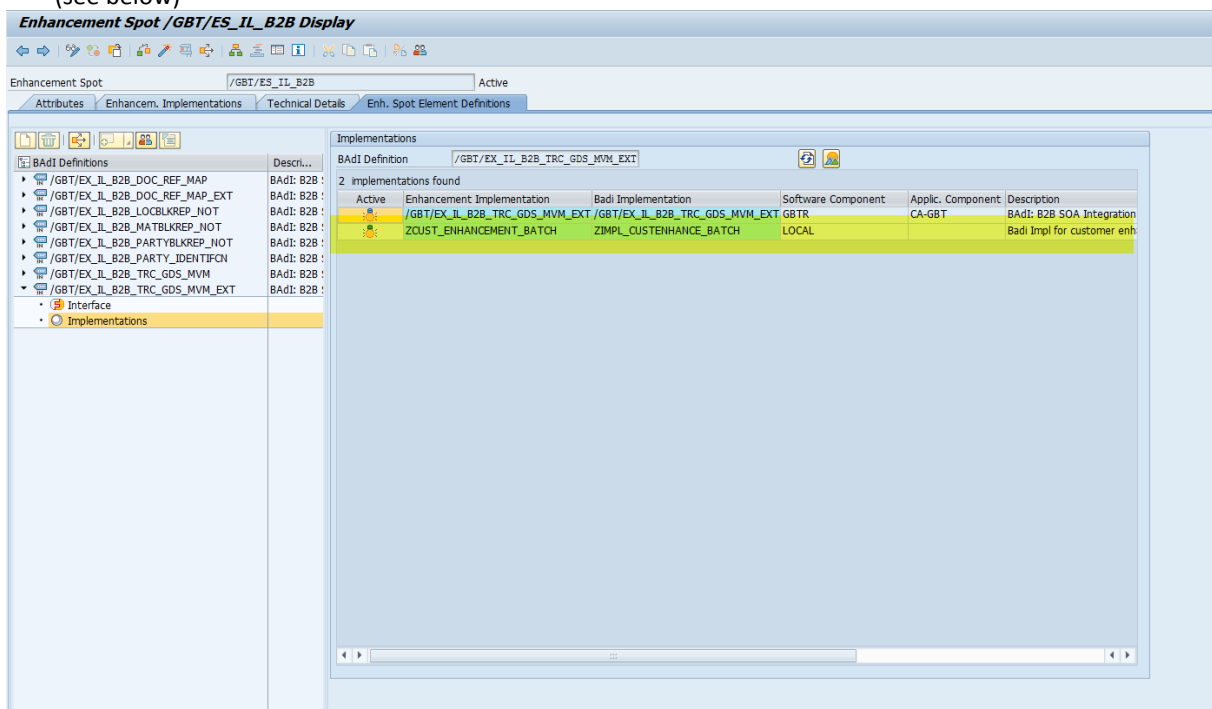 (see below)
Enhancement Spot /GBT/ES_IL_B2B Display
Enhancement Spot /GBT/ES_IL_B2B Active
Attributes Enhancem. Implementations Technical Details Enh. Spot Element Definitions
BAdI Definitions Descri...
/GBT/EX_IL_B2B_DOC_REF_MAP BAdI: B2B
/GBT/EX_IL_B2B_DOC_REF_MAP_EXT BAdI: B2B
/GBT/EX_IL_B2B_LOCBLKREP_NOT BAdI: B2B
/GBT/EX_IL_B2B_MATBLKREP_NOT BAdI: B2B
/GBT/EX_IL_B2B_PARTYBLKREP_NOT BAdI: B2B
/GBT/EX_IL_B2B_PARTY_IDENTIFCN BAdI: B2B
/GBT/EX_IL_B2B_TRC_GDS_MVM BAdI: B2B
/GBT/EX_IL_B2B_TRC_GDS_MVM_EXT BAdI: B2B
Interface
Implementations
Implementations
BAdI Definition /GBT/EX_IL_B2B_TRC_GDS_MVM_EXT
2 implementations found
Active Enhancement Implementation Badi Implementation Software Component Applic. Component Description
/GBT/EX_IL_B2B_TRC_GDS_MVM_EXT /GBT/EX_IL_B2B_TRC_GDS_MVM_EXT GBTR CA-GBT BAdI: B2B SOA Integration
ZCUST_ENHANCEMENT_BATCH ZIMPL_CUSTENHANCE_BATCH LOCAL Badi Impl for customer enh